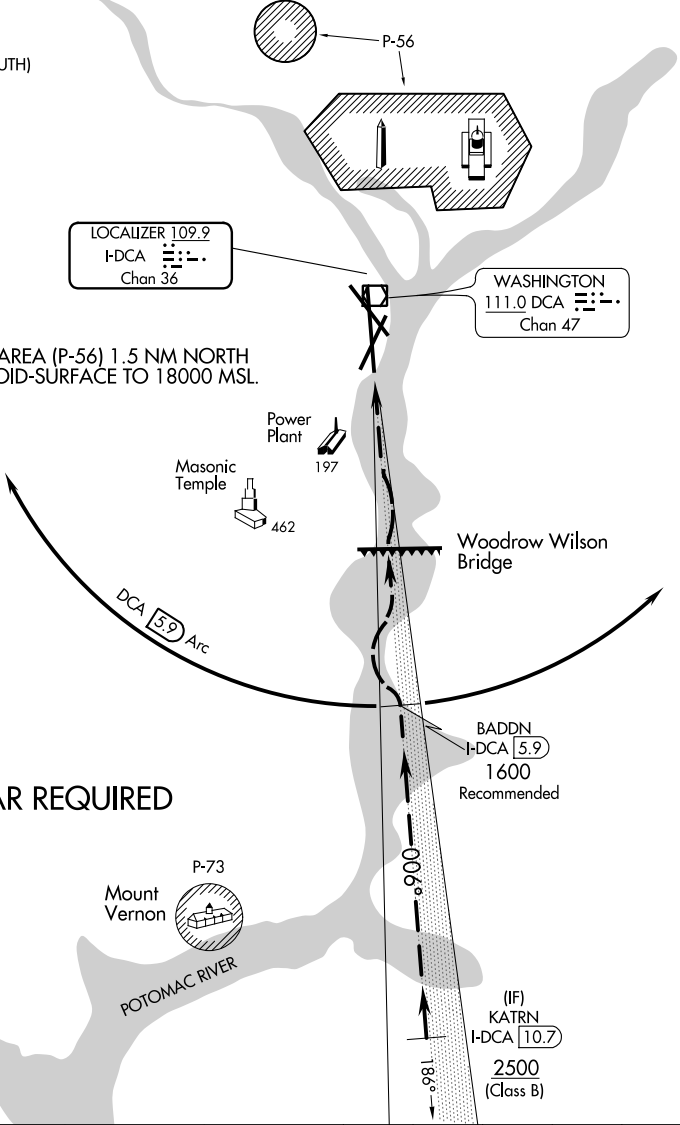 P-56
UTH)
LOCALIZER 109.9
I-DCA
Chan 36
WASHINGTON
111.0 DCA
Chan 47
AREA (P-56) 1.5 NM NORTH
OID-SURFACE TO 18000 MSL.
Power
Plant
197
Masonic
Temple
462
Woodrow Wilson
Bridge
DCA 5.9 Arc
BADDN
I-DCA 5.9
1600
Recommended
AR REQUIRED
006°
P-73
Mount
Vernon
POTOMAC RIVER
(IF)
KATRN
I-DCA 10.7
2500
(Class B)
186°